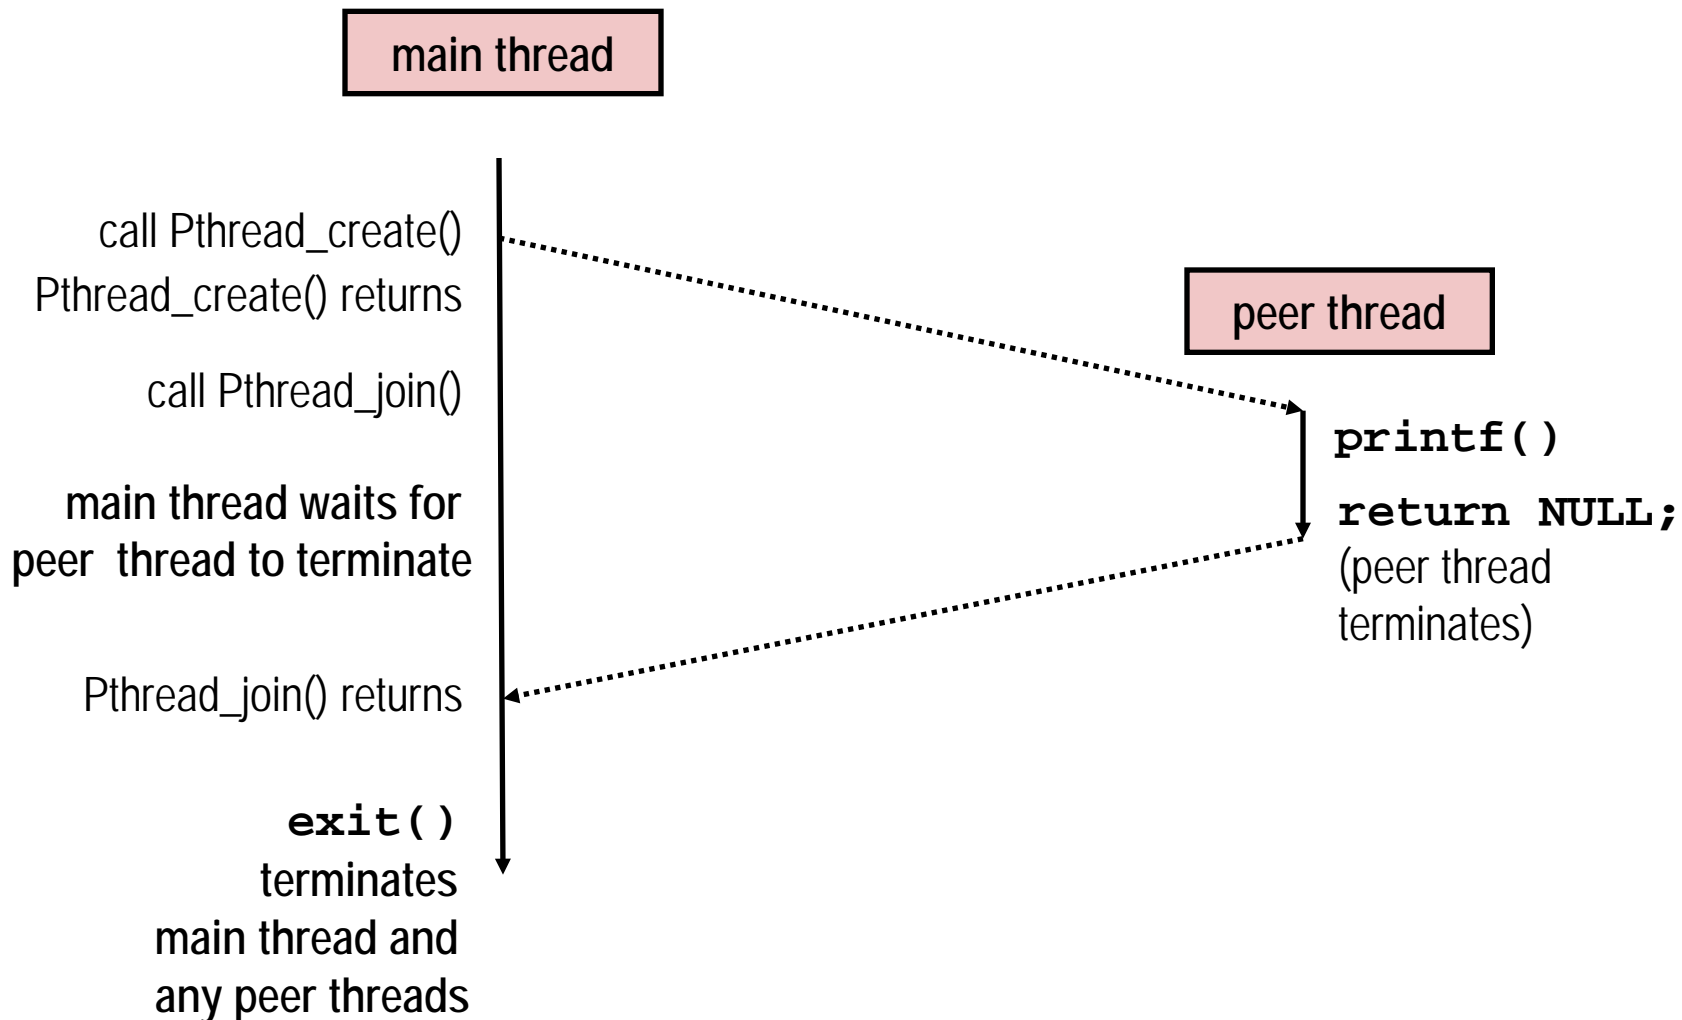 main thread
call Pthread_create()
Pthread_create() returns
call Pthread_join()
main thread waits for
peer thread to terminate
Pthread_join() returns
exit()
terminates
main thread and
any peer threads
peer thread
printf()
return NULL;
(peer thread
terminates)